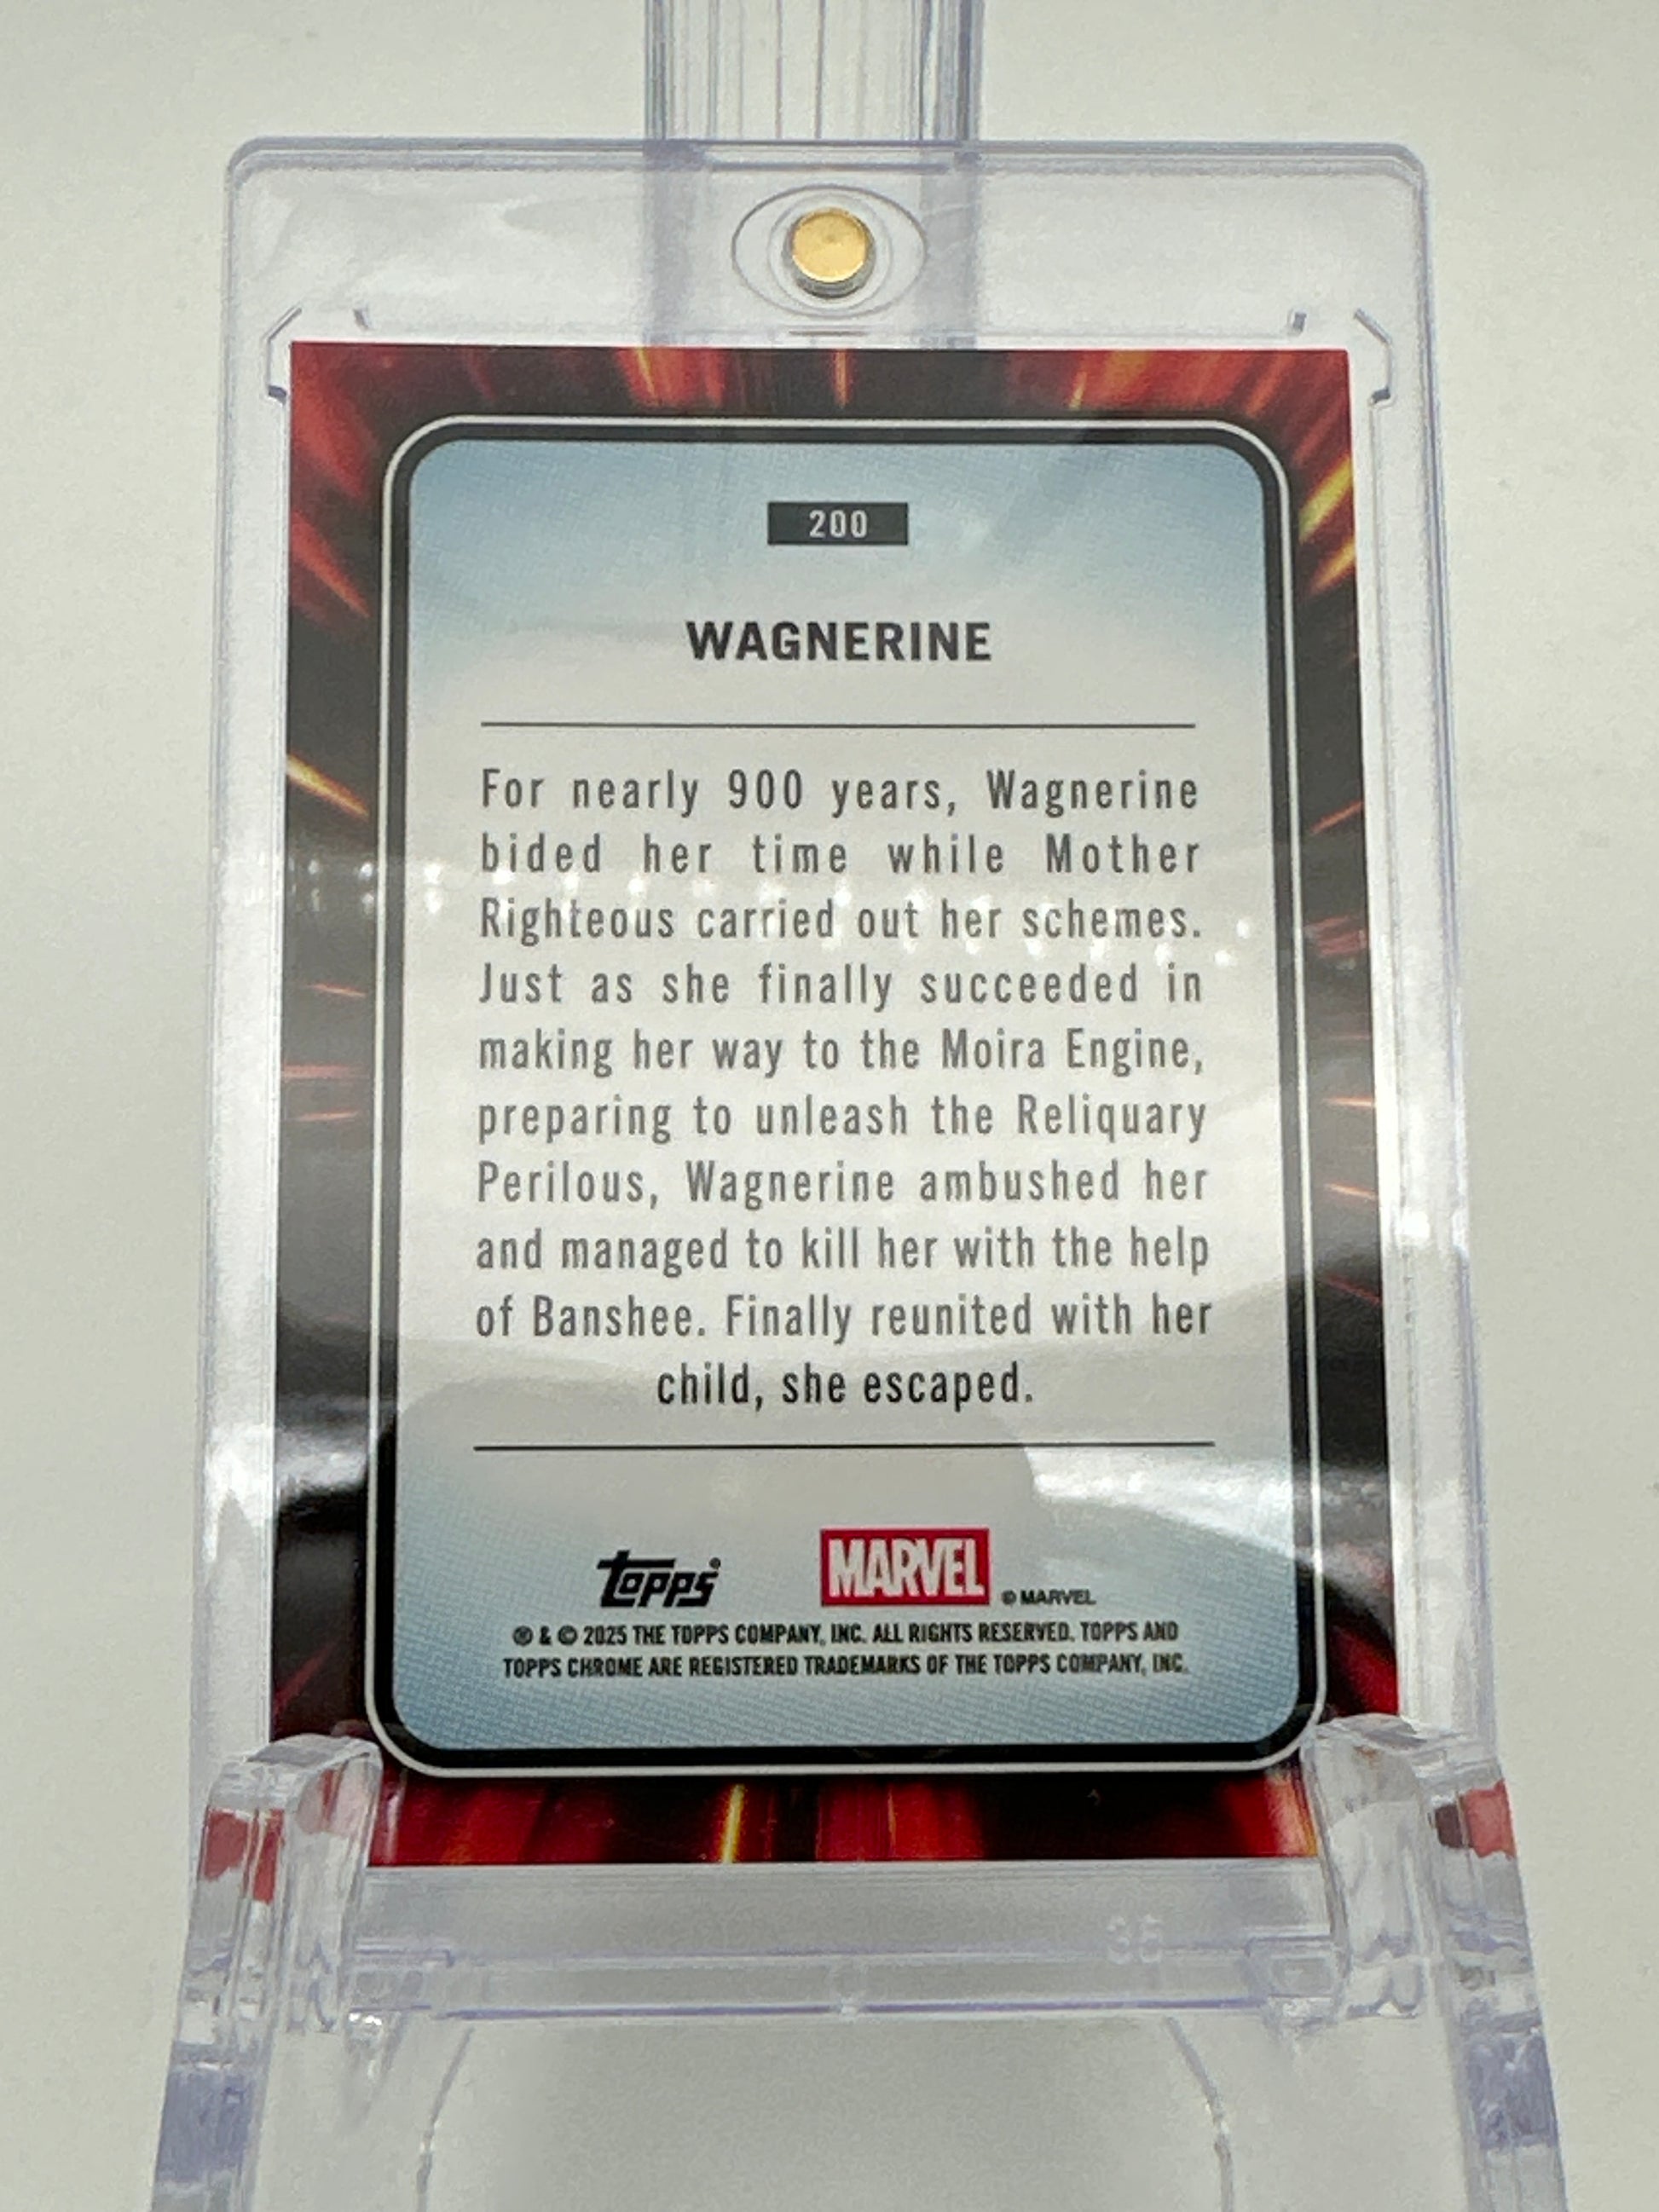 200
WAGNERINE
For nearly 900 years, Wagnerine
bided her time while Mother
Righteous carried out her schemes.
Just as she finally succeeded in
making her way to the Moira Engine,
preparing to unleash the Reliquary
Perilous, Wagnerine ambushed her
and managed to kill her with the help
of Banshee. Finally reunited with her
child, she escaped.
Topps® MARVEL © MARVEL
® & © 2025 THE TOPPS COMPANY, INC. ALL RIGHTS RESERVED. TOPPS AND
TOPPS CHROME ARE REGISTERED TRADEMARKS OF THE TOPPS COMPANY, INC.